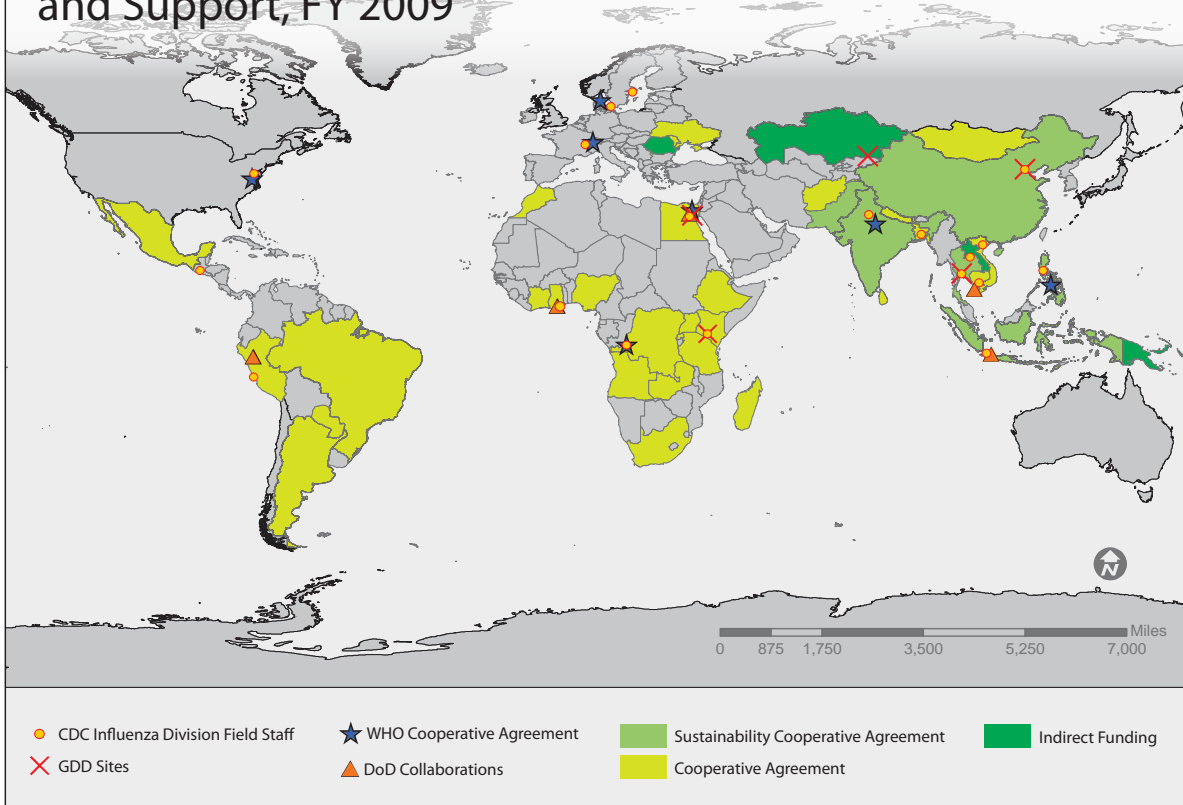 and Support, FY 2009
N
Miles
0 875 1,750 3,500 5,250 7,000
CDC Influenza Division Field Staff
WHO Cooperative Agreement
Sustainability Cooperative Agreement
Indirect Funding
GDD Sites
DoD Collaborations
Cooperative Agreement